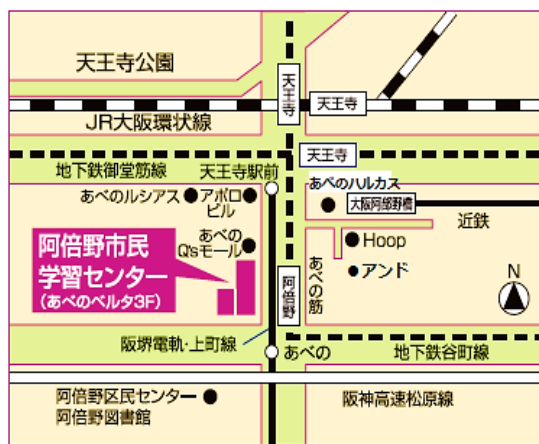 天王寺公園
天王寺
天王寺
JR大阪環状線
天王寺
地下鉄御堂筋線
天王寺駅前
あべのハルカス
あべのルシアス
アポロ
ビル
大阪阿部野橋
近鉄
あべの
Q'sモール
Hoop
阿倍野市民
学習センター
(あべのベルタ3F)
あべの筋
アンド
阿倍野
N
阪堺電軌・上町線
あべの
地下鉄谷町線
阿倍野区民センター
阿倍野図書館
阪神高速松原線